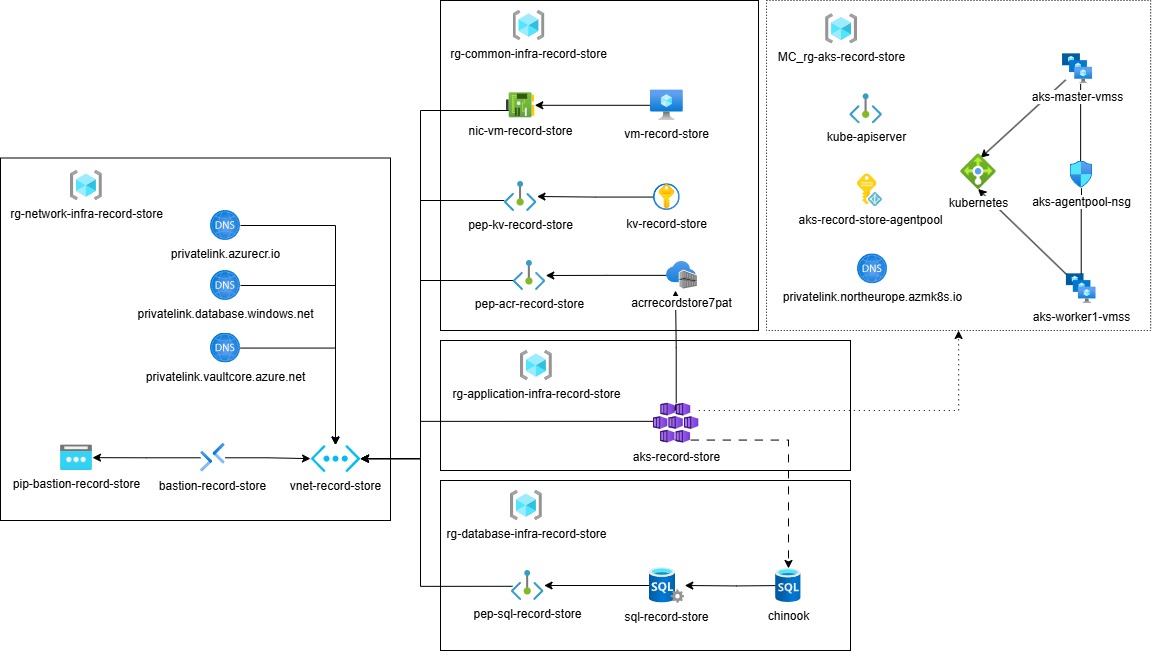 rg-common-infra-record-store
nic-vm-record-store
vm-record-store
pep-kv-record-store
kv-record-store
pep-acr-record-store
acrrecordstore7pat
MC_rg-aks-record-store
aks-master-vmss
kube-apiserver
kubernetes
aks-agentpool-nsg
aks-record-store-agentpool
DNS
privatelink.northeurope.azmk8s.io
aks-worker1-vmss
rg-network-infra-record-store
DNS
privatelink.azurecr.io
DNS
privatelink.database.windows.net
DNS
privatelink.vaultcore.azure.net
pip-bastion-record-store
bastion-record-store
vnet-record-store
rg-application-infra-record-store
aks-record-store
rg-database-infra-record-store
pep-sql-record-store
SQL
sql-record-store
SQL
chinook